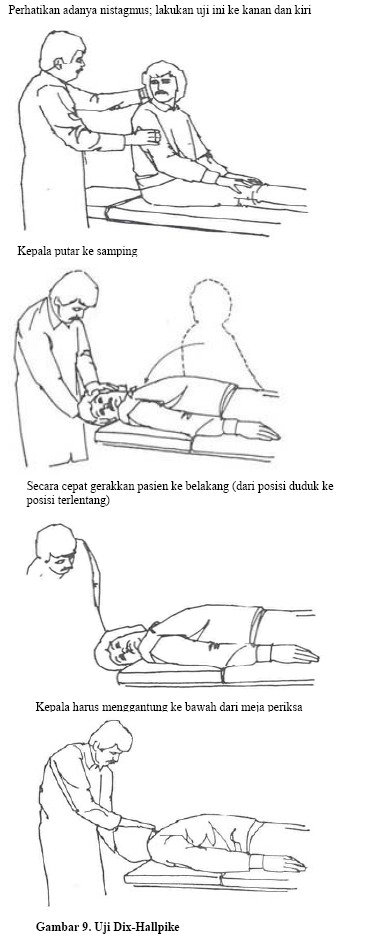 Perhatikan adanya nistagmus; lakukan uji ini ke kanan dan kiri
Kepala putar ke samping
Secara cepat gerakkan pasien ke belakang (dari posisi duduk ke
posisi terlentang)
Kepala harus menggantung ke bawah dari meja periksa
Gambar 9. Uji Dix-Hallpike